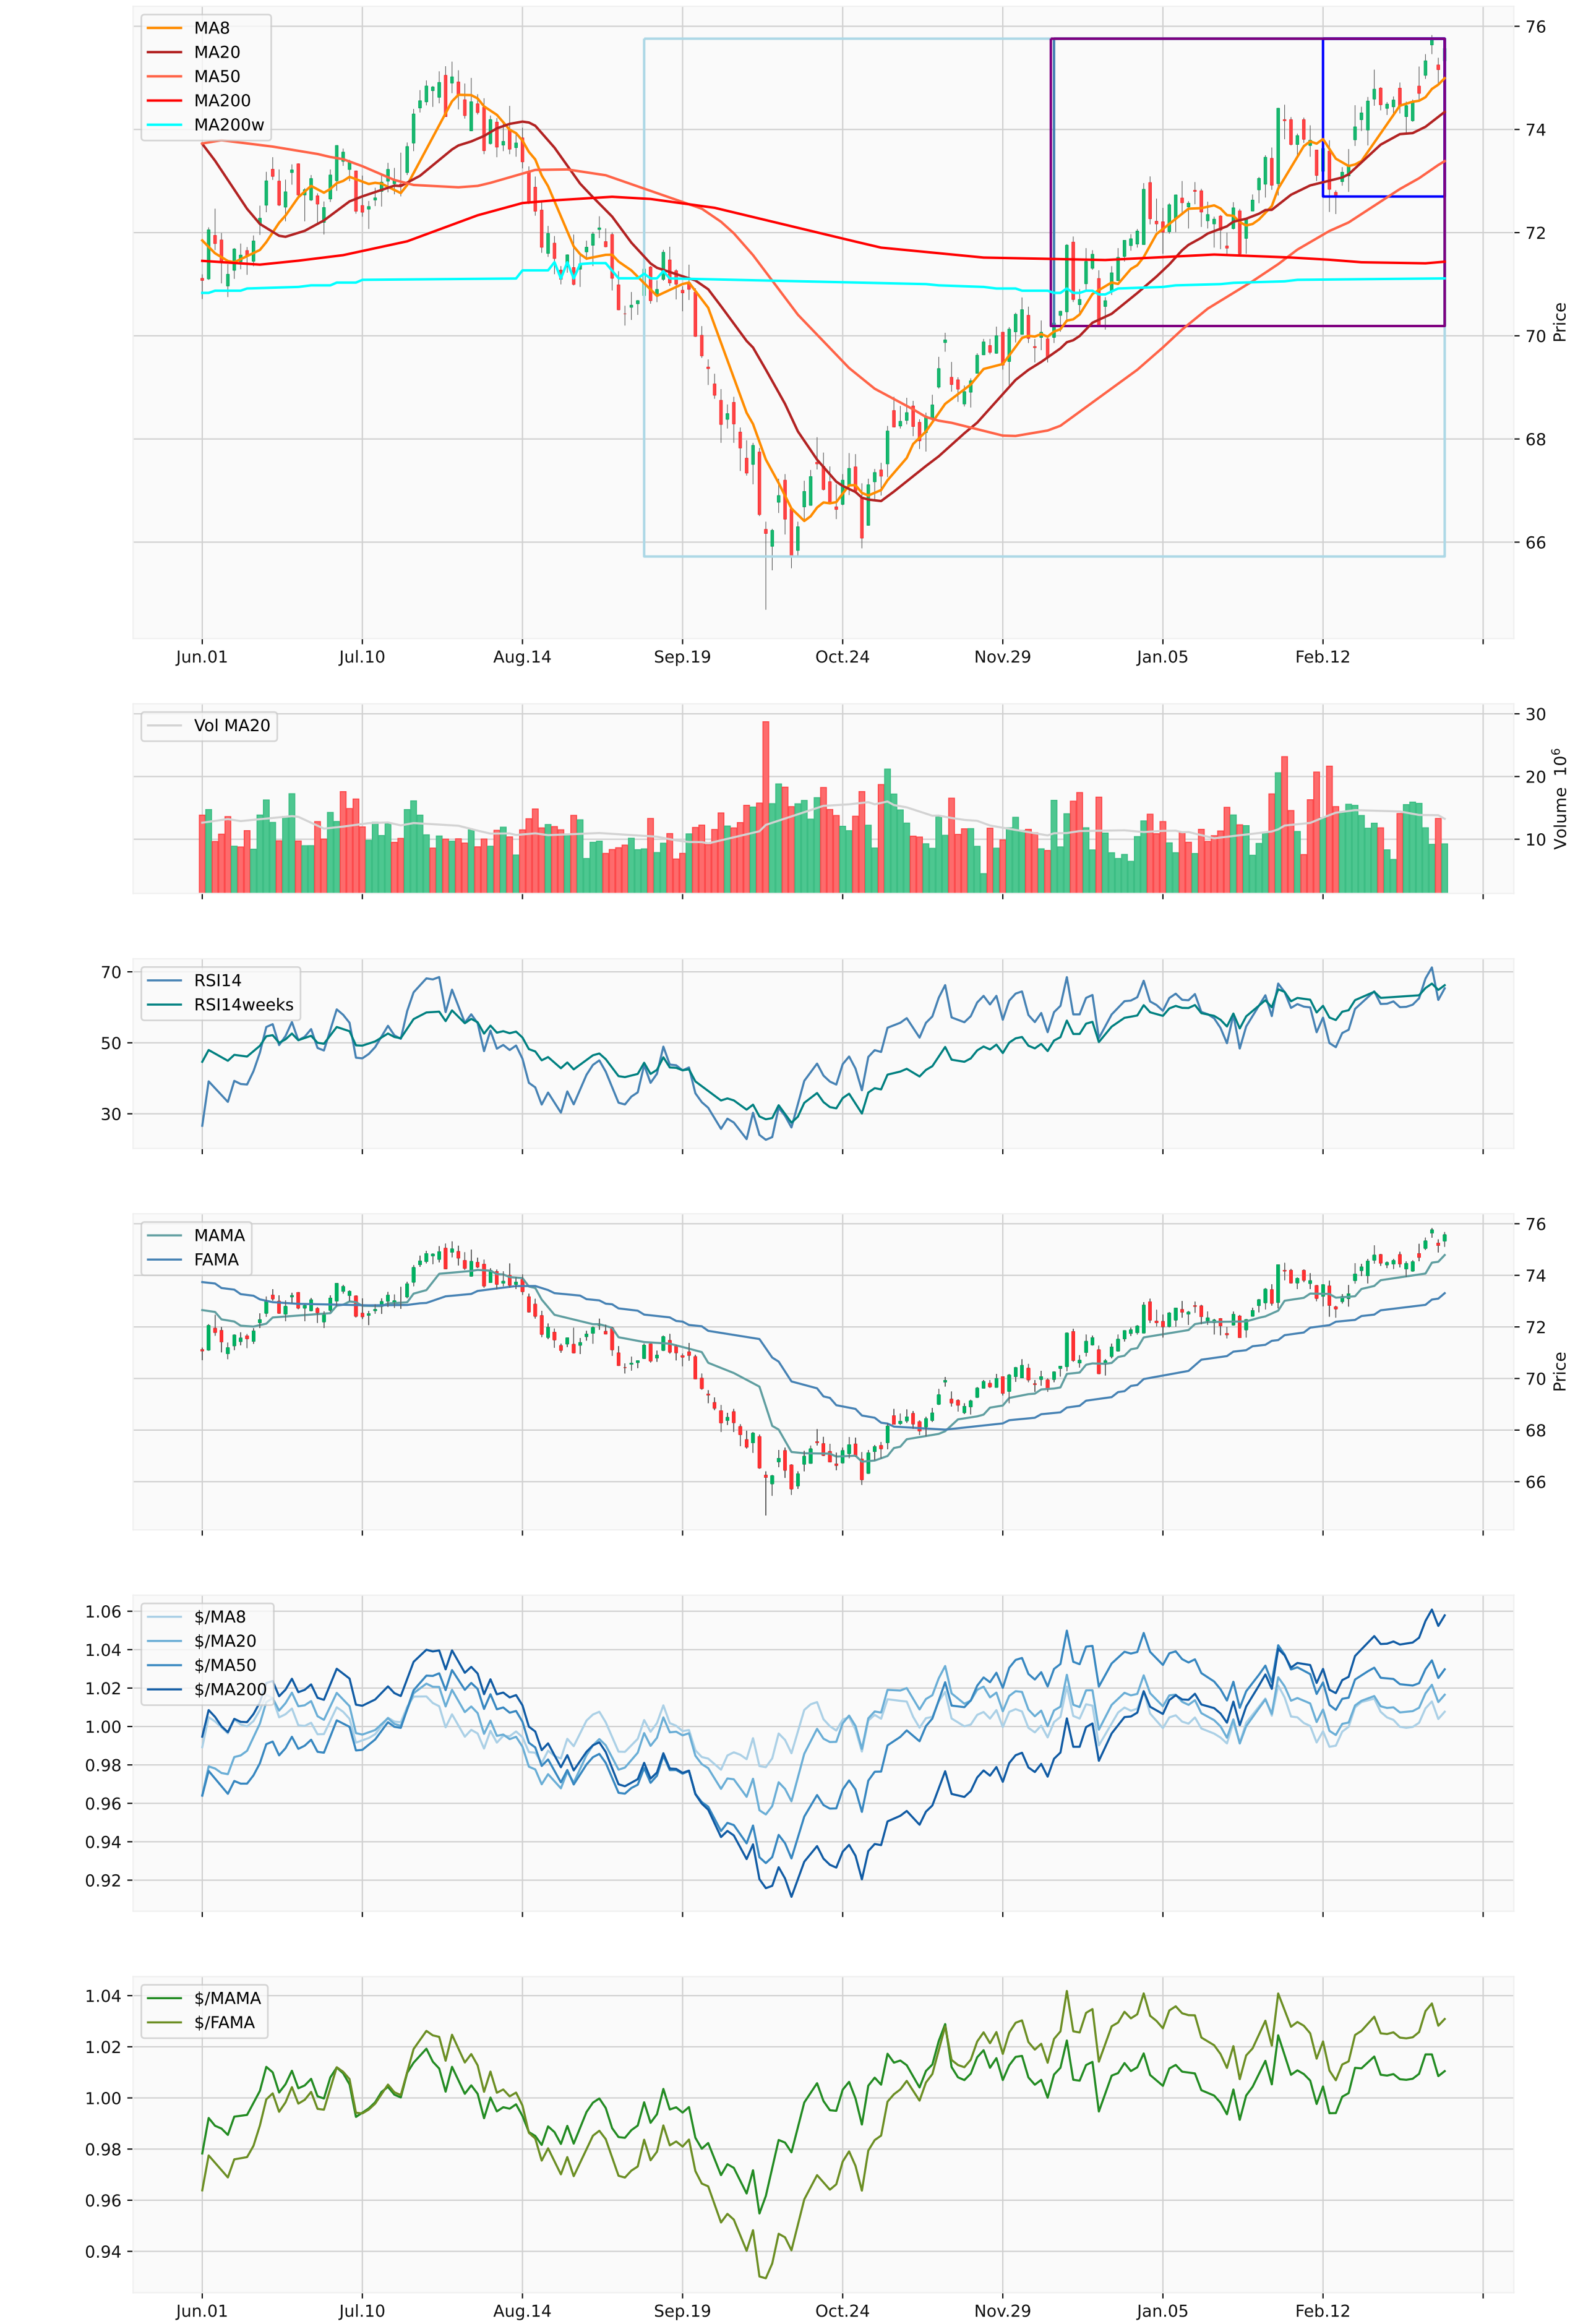 MA8
MA20
MA50
MA200
MA200w
76
74
72
70
68
66
Price
Jun.01 Jul.10 Aug.14 Sep.19 Oct.24 Nov.29 Jan.05 Feb.12
Vol MA20
30
20
10
Volume 10⁶
RSI14
RSI14weeks
70
50
30
MAMA
FAMA
76
74
72
70
68
66
Price
$/MA8
$/MA20
$/MA50
$/MA200
1.06
1.04
1.02
1.00
0.98
0.96
0.94
0.92
$/MAMA
$/FAMA
1.04
1.02
1.00
0.98
0.96
0.94
Jun.01 Jul.10 Aug.14 Sep.19 Oct.24 Nov.29 Jan.05 Feb.12